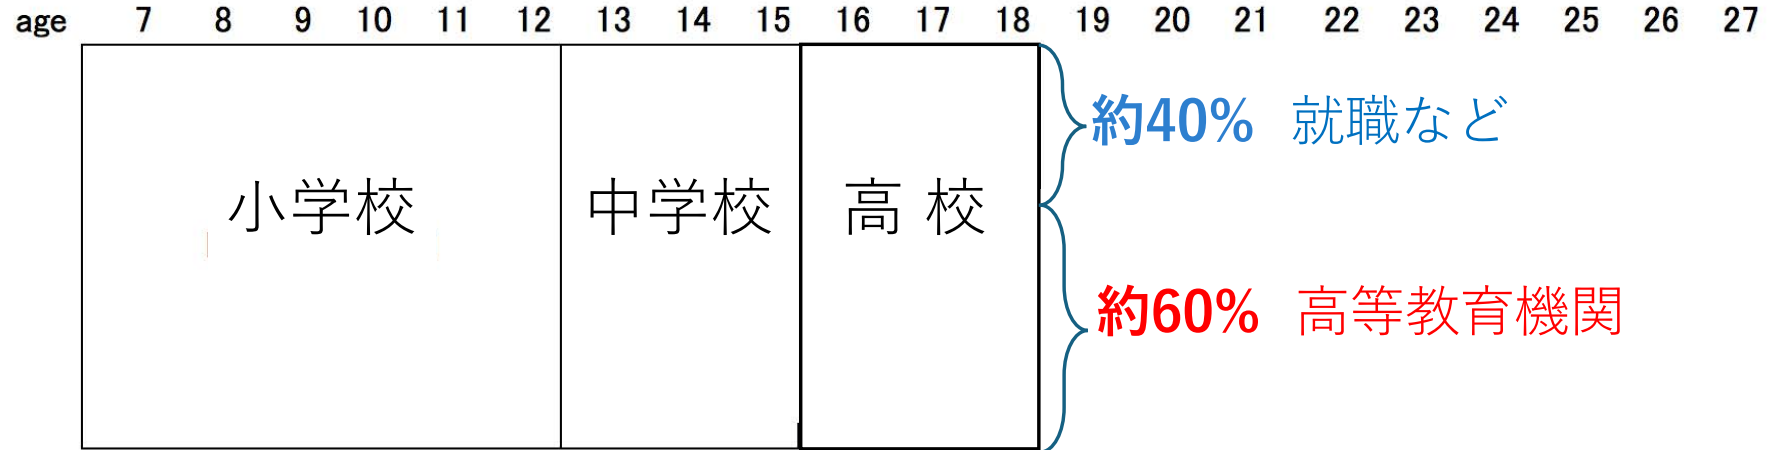 age 7 8 9 10 11 12 13 14 15 16 17 18 19 20 21 22 23 24 25 26 27
約40% 就職など
小学校 中学校 高 校
約60% 高等教育機関